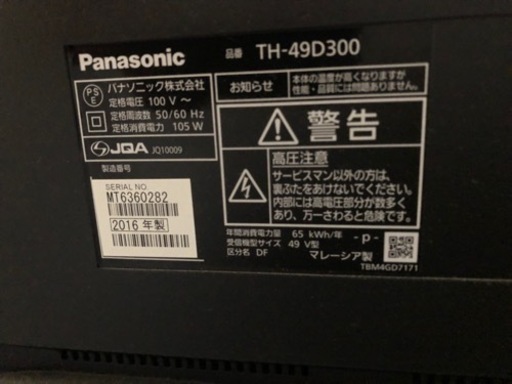 Panasonic
品番 TH-49D300
PS
E
パナソニック株式会社
定格電圧 100 V ~
定格周波数 50/60 Hz
定格消費電力 105 W
JQA JQ10009
製造番号
SERIAL NO
MT6360282
2016 年製
お知らせ
本体の温度が高くなりますが
性能・品質には問題ありません。
警告
高圧注意
サービスマン以外の方は、
裏ぶたをあけないでください。
内部には高電圧部分が数多く
あり、万一さわると危険です。
年間消費電力量 65 kWh/年
受信機型サイズ 49 V型
区分名 DF
マレーシア製
-p-
TBM4GD7171